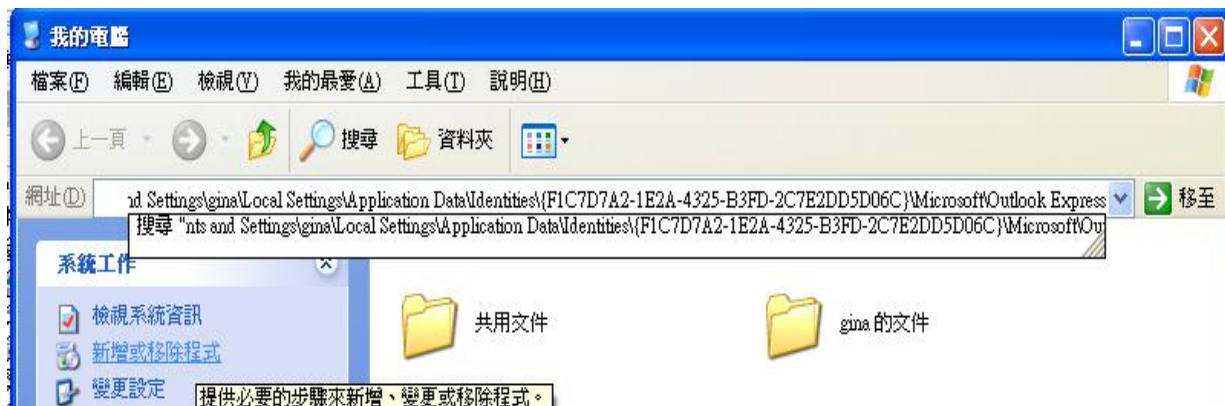 我的電腦
檔案(F) 編輯(E) 檢視(V) 我的最愛(A) 工具(T) 說明(H)
上一頁 搜尋 資料夾
網址(D) nd Settings\gina\Local Settings\Application Data\Identities\{F1C7D7A2-1E2A-4325-B3FD-2C7E2DD5D06C}\Microsoft\Outlook Express 移至
搜尋 "nts and Settings\gina\Local Settings\Application Data\Identities\{F1C7D7A2-1E2A-4325-B3FD-2C7E2DD5D06C}\Microsoft\Ou
系統工作
檢視系統資訊
共用文件 gina 的文件
新增或移除程式
變更設定
提供必要的步驟來新增、變更或移除程式。